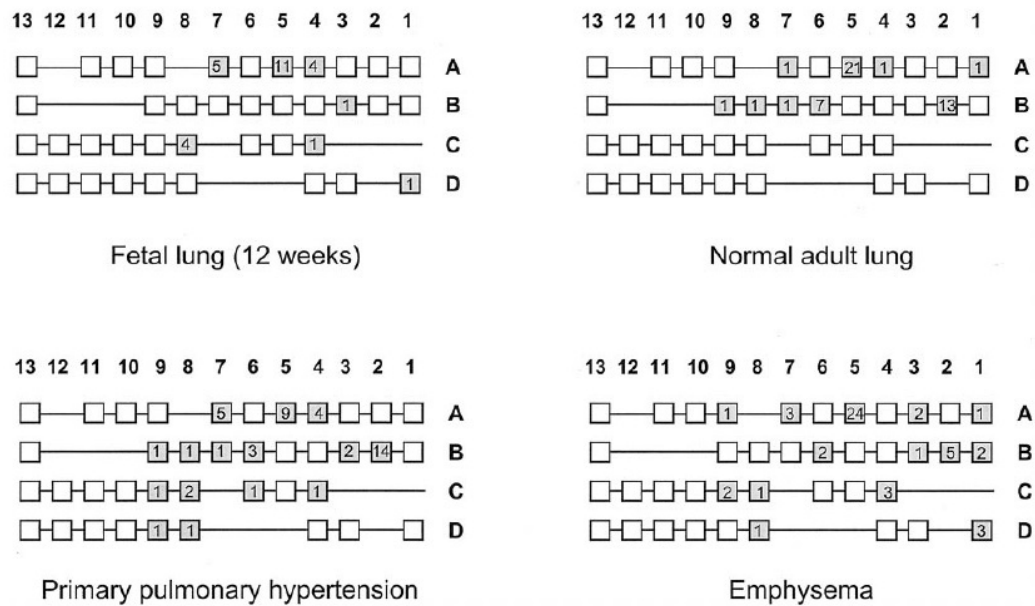 13 12 11 10 9 8 7 6 5 4 3 2 1
5 11 4 A
1 B
4 1 C
1 D
Fetal lung (12 weeks)
13 12 11 10 9 8 7 6 5 4 3 2 1
1 21 1 1 A
1 1 1 7 13 B
C
D
Normal adult lung
13 12 11 10 9 8 7 6 5 4 3 2 1
5 9 4 A
1 1 1 3 2 14 B
1 2 1 1 C
1 1 D
Primary pulmonary hypertension
13 12 11 10 9 8 7 6 5 4 3 2 1
1 3 24 2 1 A
2 1 5 2 B
2 1 3 C
1 3 D
Emphysema